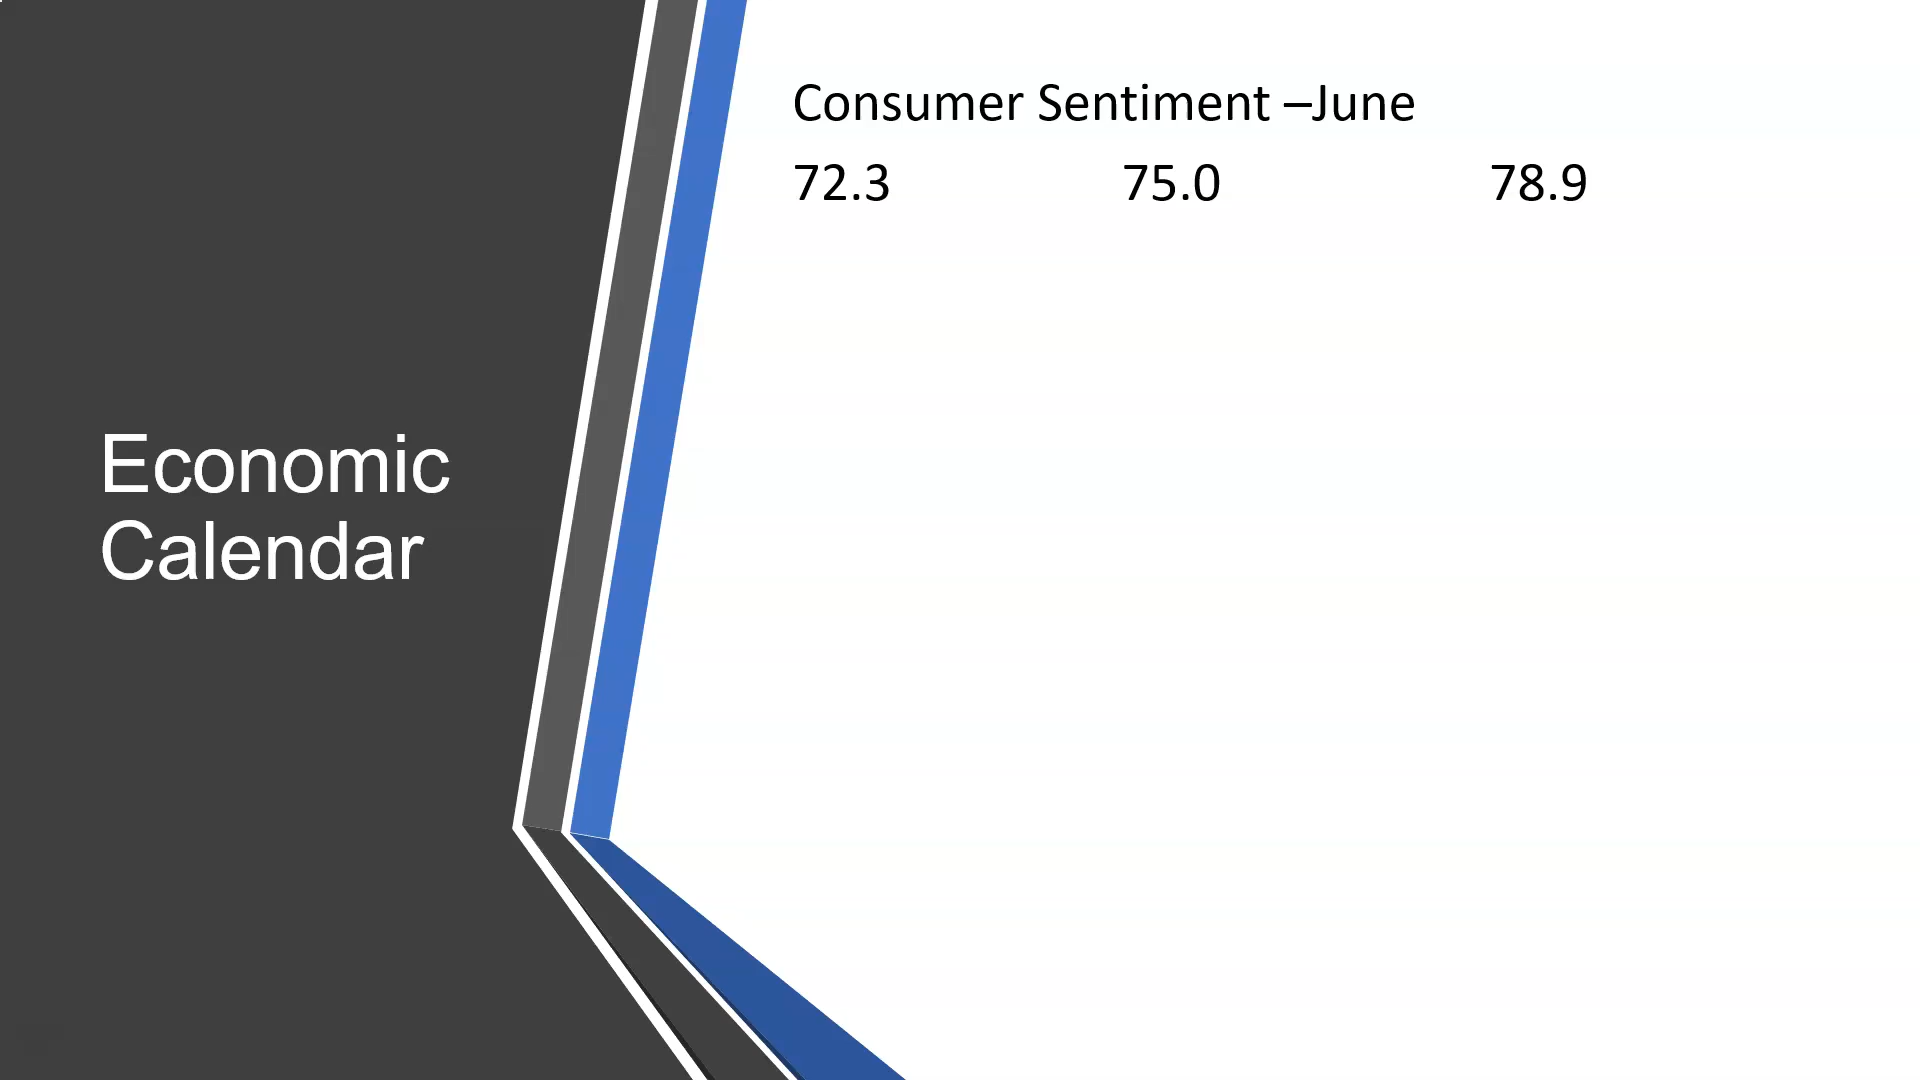 Economic
Calendar
Consumer Sentiment –June
72.3 75.0 78.9